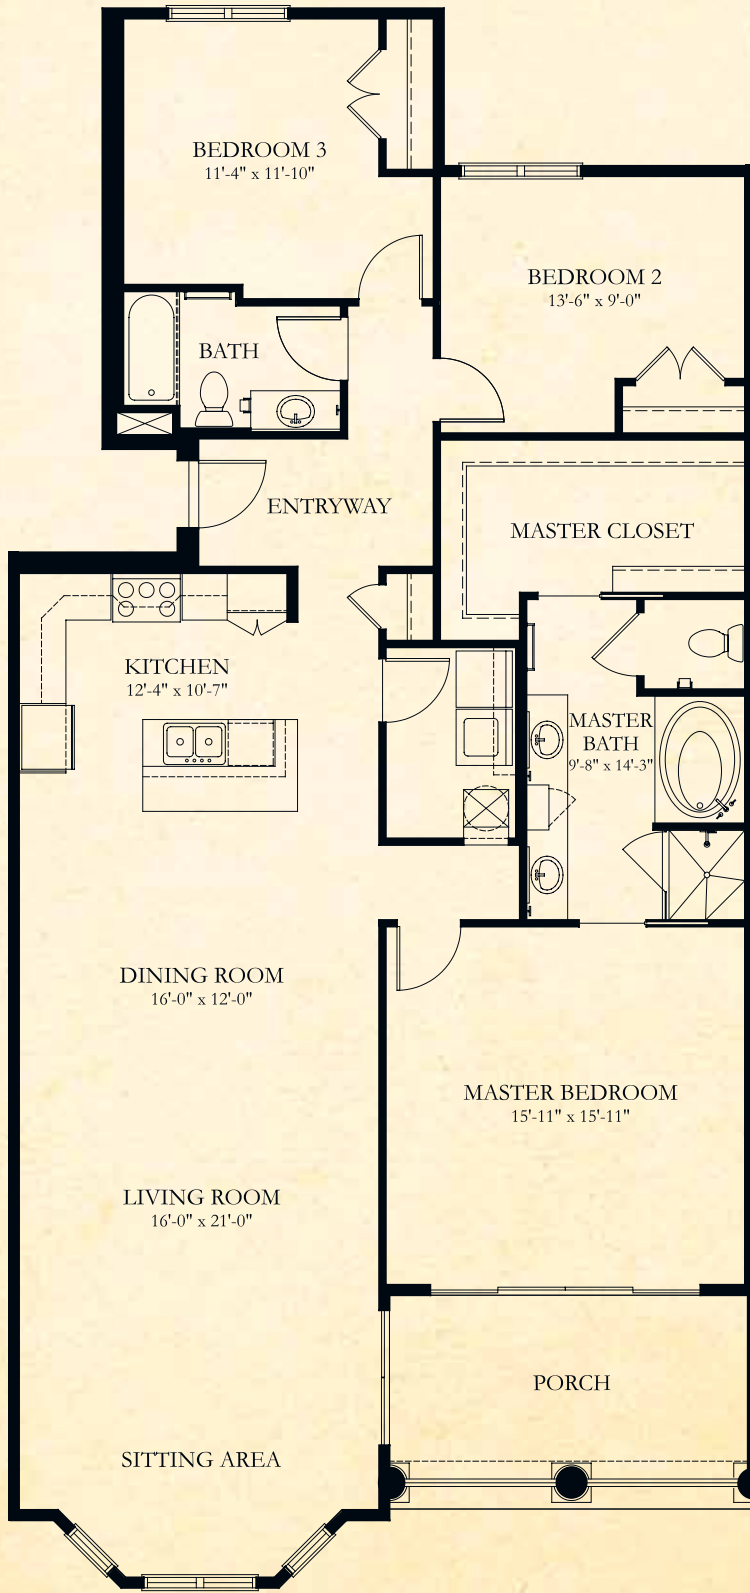 BEDROOM 3
11'-4" x 11'-10"
BEDROOM 2
13'-6" x 9'-0"
BATH
ENTRYWAY
MASTER CLOSET
KITCHEN
12'-4" x 10'-7"
MASTER
BATH
9'-8" x 14'-3"
DINING ROOM
16'-0" x 12'-0"
MASTER BEDROOM
15'-11" x 15'-11"
LIVING ROOM
16'-0" x 21'-0"
PORCH
SITTING AREA